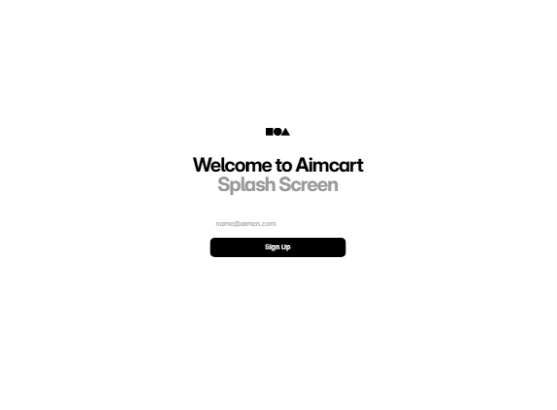 Welcome to Aimcart
Splash Screen
name@aimen.com
Sign Up